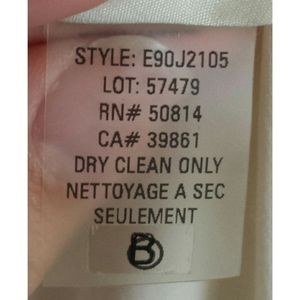 STYLE: E90J2105
LOT: 57479
RN# 50814
CA# 39861
DRY CLEAN ONLY
NETTOYAGE A SEC
SEULEMENT
B